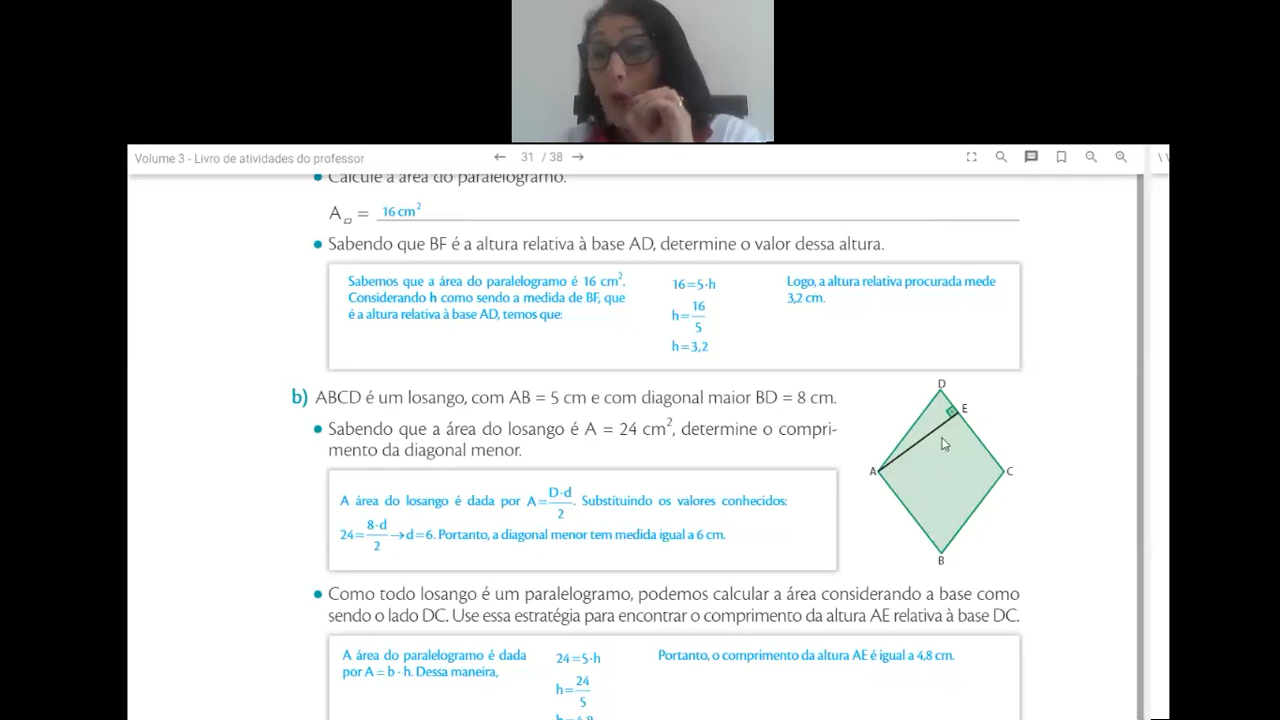 Volume 3 - Livro de atividades do professor
31 / 38
• Calcule a área do paralelogramo.
A▱ = 16 cm²
• Sabendo que BF é a altura relativa à base AD, determine o valor dessa altura.
Sabemos que a área do paralelogramo é 16 cm².
Considerando h como sendo a medida de BF, que
é a altura relativa à base AD, temos que:
16=5·h
h=16/5
h=3,2
Logo, a altura relativa procurada mede
3,2 cm.
b) ABCD é um losango, com AB = 5 cm e com diagonal maior BD = 8 cm.
• Sabendo que a área do losango é A = 24 cm², determine o compri-
mento da diagonal menor.
A área do losango é dada por A=D·d/2. Substituindo os valores conhecidos:
24=8·d/2→d=6. Portanto, a diagonal menor tem medida igual a 6 cm.
D
E
A
C
B
• Como todo losango é um paralelogramo, podemos calcular a área considerando a base como
sendo o lado DC. Use essa estratégia para encontrar o comprimento da altura AE relativa à base DC.
A área do paralelogramo é dada
por A = b · h. Dessa maneira,
24=5·h
h=24/5
h=4,8
Portanto, o comprimento da altura AE é igual a 4,8 cm.